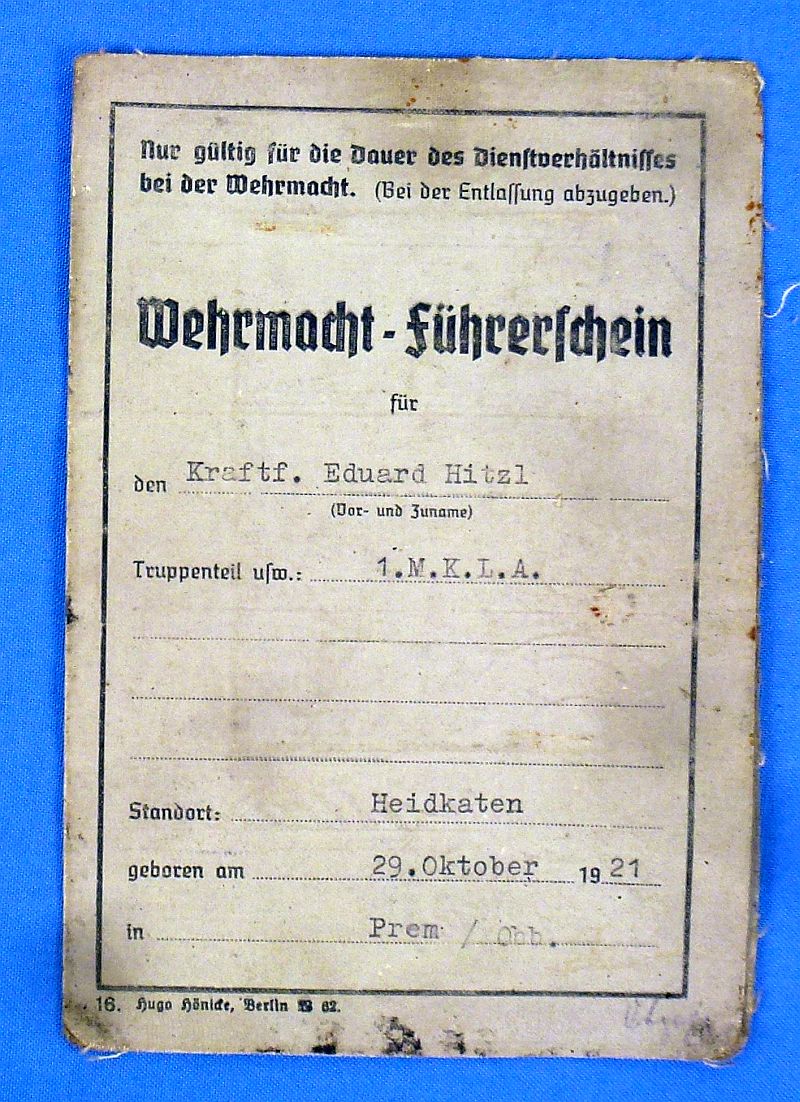 Nur gültig für die Dauer des Dienstverhältnisses
bei der Wehrmacht. (Bei der Entlassung abzugeben.)
Wehrmacht-Führerschein
für
den Kraftf. Eduard Hitzl
(Vor- und Zuname)
Truppenteil usw.: 1.M.K.L.A.
Standort: Heidkaten
geboren am 29.Oktober 1921
in Prem / Obb.
16. Hugo Hönicke, Berlin 62.